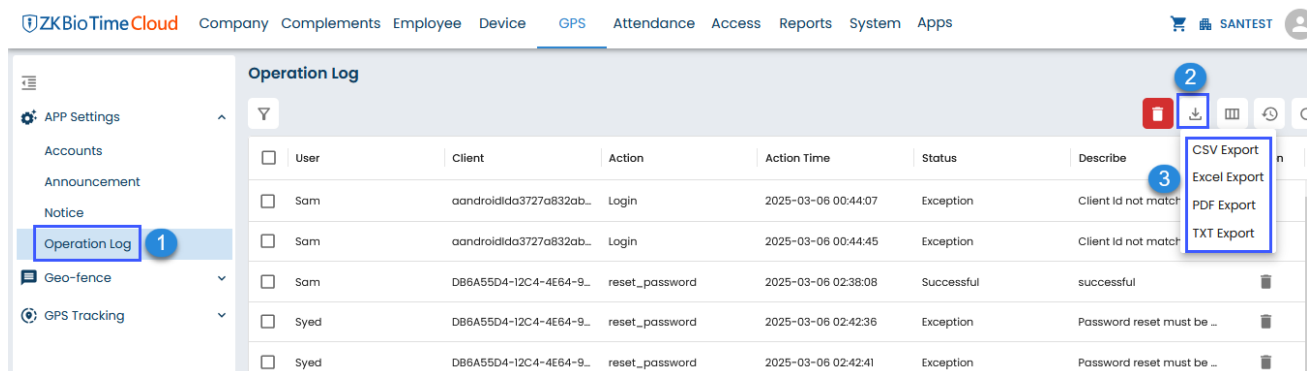 ZKBioTime Cloud Company Complements Employee Device GPS Attendance Access Reports System Apps SANTEST
Operation Log
2
APP Settings
Accounts
Announcement
Notice
Operation Log 1
Geo-fence
GPS Tracking
User Client Action Action Time Status Describe
Sam aandroidIda3727a832ab... Login 2025-03-06 00:44:07 Exception Client Id not match
Sam aandroidIda3727a832ab... Login 2025-03-06 00:44:45 Exception Client Id not match
Sam DB6A55D4-12C4-4E64-9... reset_password 2025-03-06 02:38:08 Successful successful
Syed DB6A55D4-12C4-4E64-9... reset_password 2025-03-06 02:42:36 Exception Password reset must be ...
Syed DB6A55D4-12C4-4E64-9... reset_password 2025-03-06 02:42:41 Exception Password reset must be ...
3
CSV Export
Excel Export
PDF Export
TXT Export